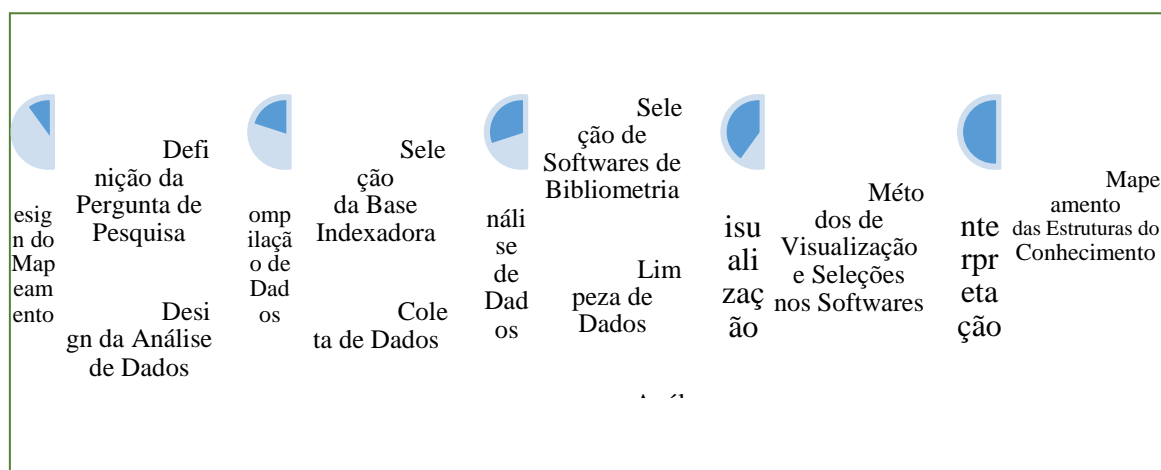 esig
n do
Map
eam
ento
Defi
nição da
Pergunta de
Pesquisa
Desi
gn da Análise
de Dados
omp
ilaçã
o de
Dad
os
Sele
ção
da Base
Indexadora
Cole
ta de Dados
náli
se
de
Dad
os
Sele
ção de
Softwares de
Bibliometria
Lim
peza de
Dados
isu
ali
zaç
ão
Méto
dos de
Visualização
e Seleções
nos Softwares
nte
rpr
eta
ção
Mape
amento
das Estruturas do
Conhecimento